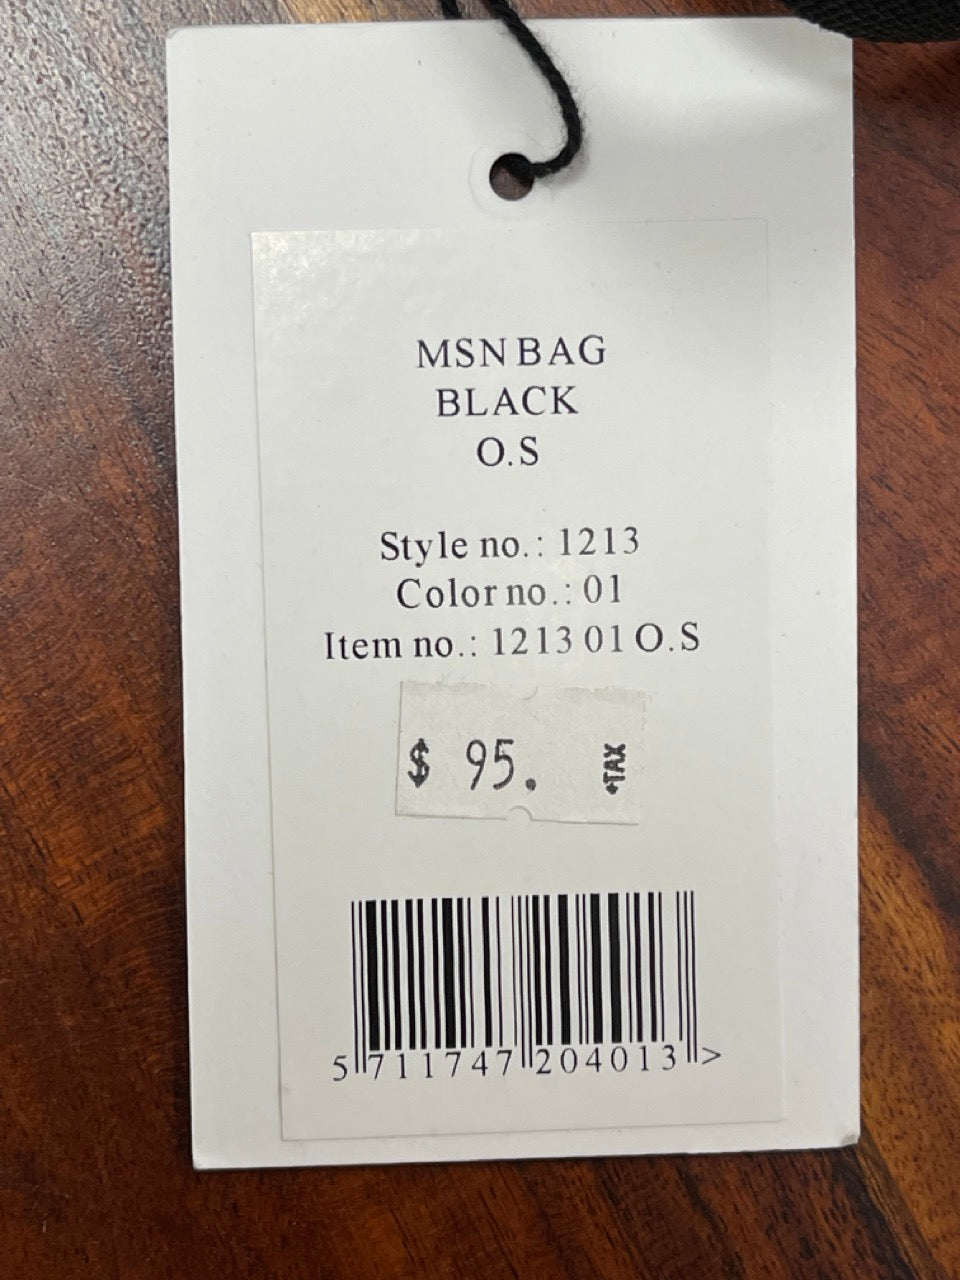 MSN BAG
BLACK
O.S
Style no.: 1213
Color no.: 01
Item no.: 1213 01 O.S
$ 95. +TAX
5 711747 204013 >